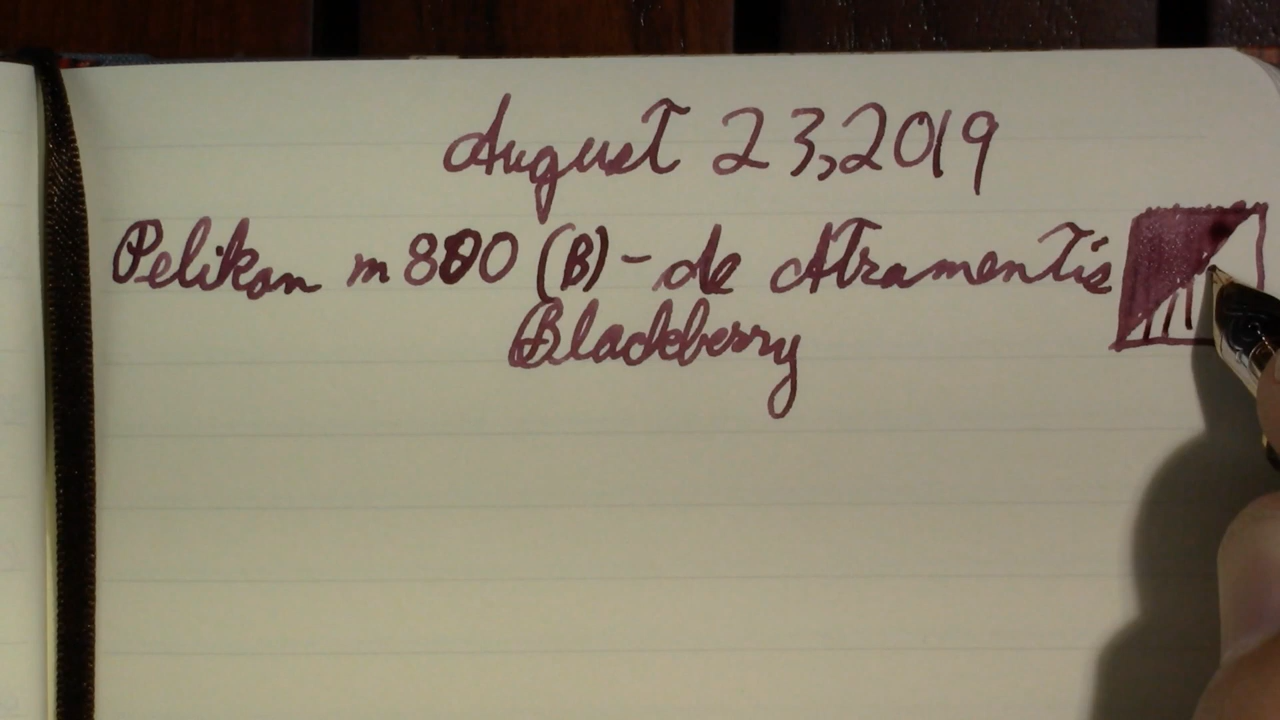 August 23, 2019
Pelikan m800 (B) - de Atramentis
Blackberry